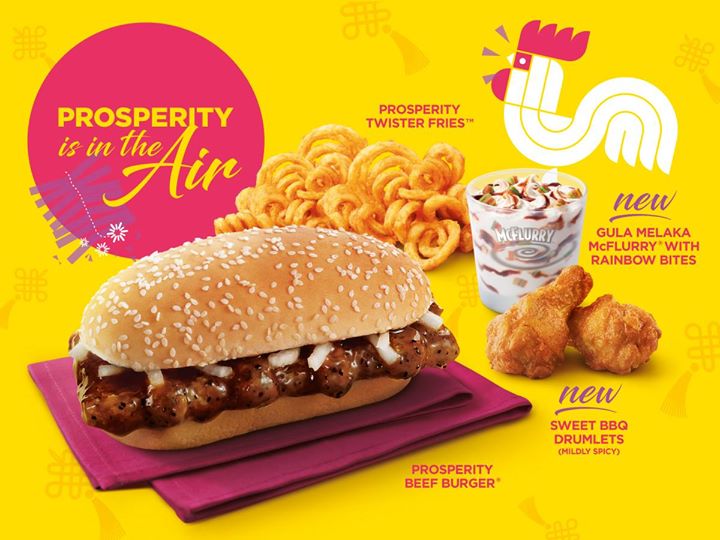 PROSPERITY
is in the
Air
PROSPERITY
TWISTER FRIES™
new
GULA MELAKA
McFLURRY® WITH
RAINBOW BITES
McFLURRY
new
SWEET BBQ
DRUMLETS
(MILDLY SPICY)
PROSPERITY
BEEF BURGER®